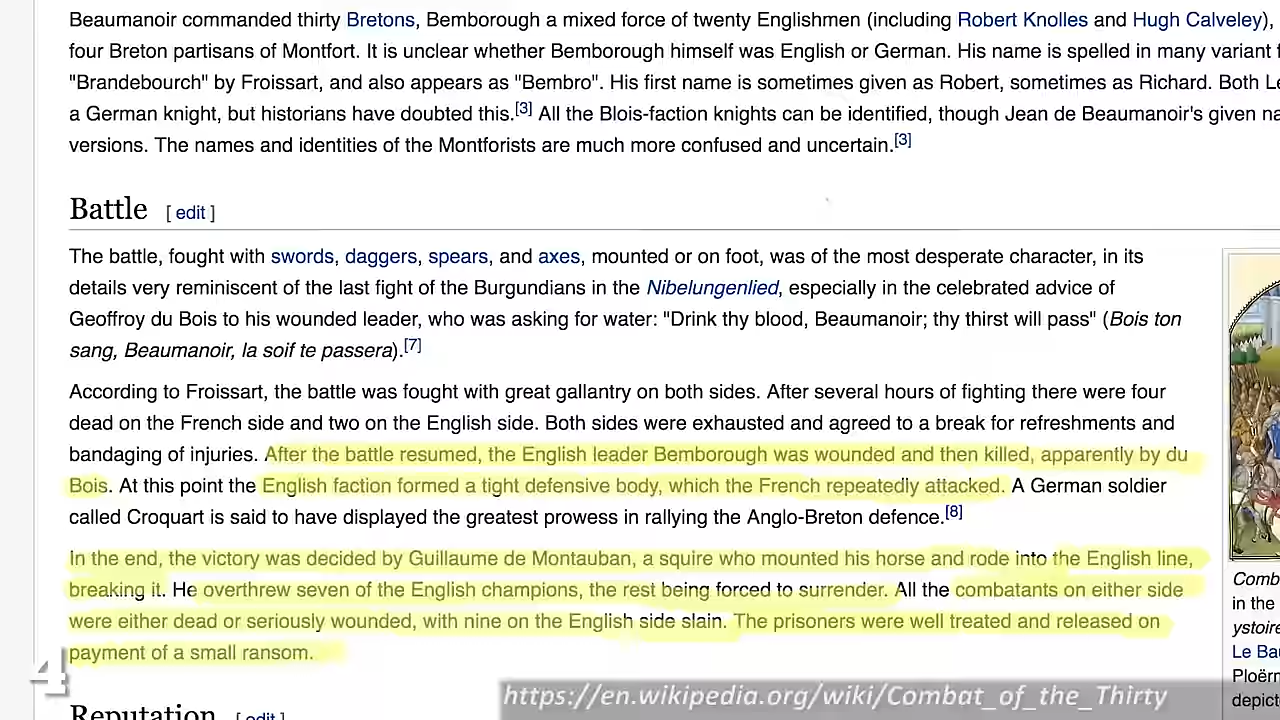 Beaumanoir commanded thirty Bretons, Bemborough a mixed force of twenty Englishmen (including Robert Knolles and Hugh Calveley),
four Breton partisans of Montfort. It is unclear whether Bemborough himself was English or German. His name is spelled in many variant
"Brandebourch" by Froissart, and also appears as "Bembro". His first name is sometimes given as Robert, sometimes as Richard. Both
a German knight, but historians have doubted this.[3] All the Blois-faction knights can be identified, though Jean de Beaumanoir's given
versions. The names and identities of the Montforists are much more confused and uncertain.[3]
Battle [ edit ]
The battle, fought with swords, daggers, spears, and axes, mounted or on foot, was of the most desperate character, in its
details very reminiscent of the last fight of the Burgundians in the Nibelungenlied, especially in the celebrated advice of
Geoffroy du Bois to his wounded leader, who was asking for water: "Drink thy blood, Beaumanoir; thy thirst will pass" (Bois ton
sang, Beaumanoir, la soif te passera).[7]
According to Froissart, the battle was fought with great gallantry on both sides. After several hours of fighting there were four
dead on the French side and two on the English side. Both sides were exhausted and agreed to a break for refreshments and
bandaging of injuries. After the battle resumed, the English leader Bemborough was wounded and then killed, apparently by du
Bois. At this point the English faction formed a tight defensive body, which the French repeatedly attacked. A German soldier
called Croquart is said to have displayed the greatest prowess in rallying the Anglo-Breton defence.[8]
In the end, the victory was decided by Guillaume de Montauban, a squire who mounted his horse and rode into the English line,
breaking it. He overthrew seven of the English champions, the rest being forced to surrender. All the combatants on either side
were either dead or seriously wounded, with nine on the English side slain. The prisoners were well treated and released on
payment of a small ransom.
Comb
in the
ystoire
Le Ba
Ploërm
depict
4
https://en.wikipedia.org/wiki/Combat_of_the_Thirty
Reputation [ edit ]